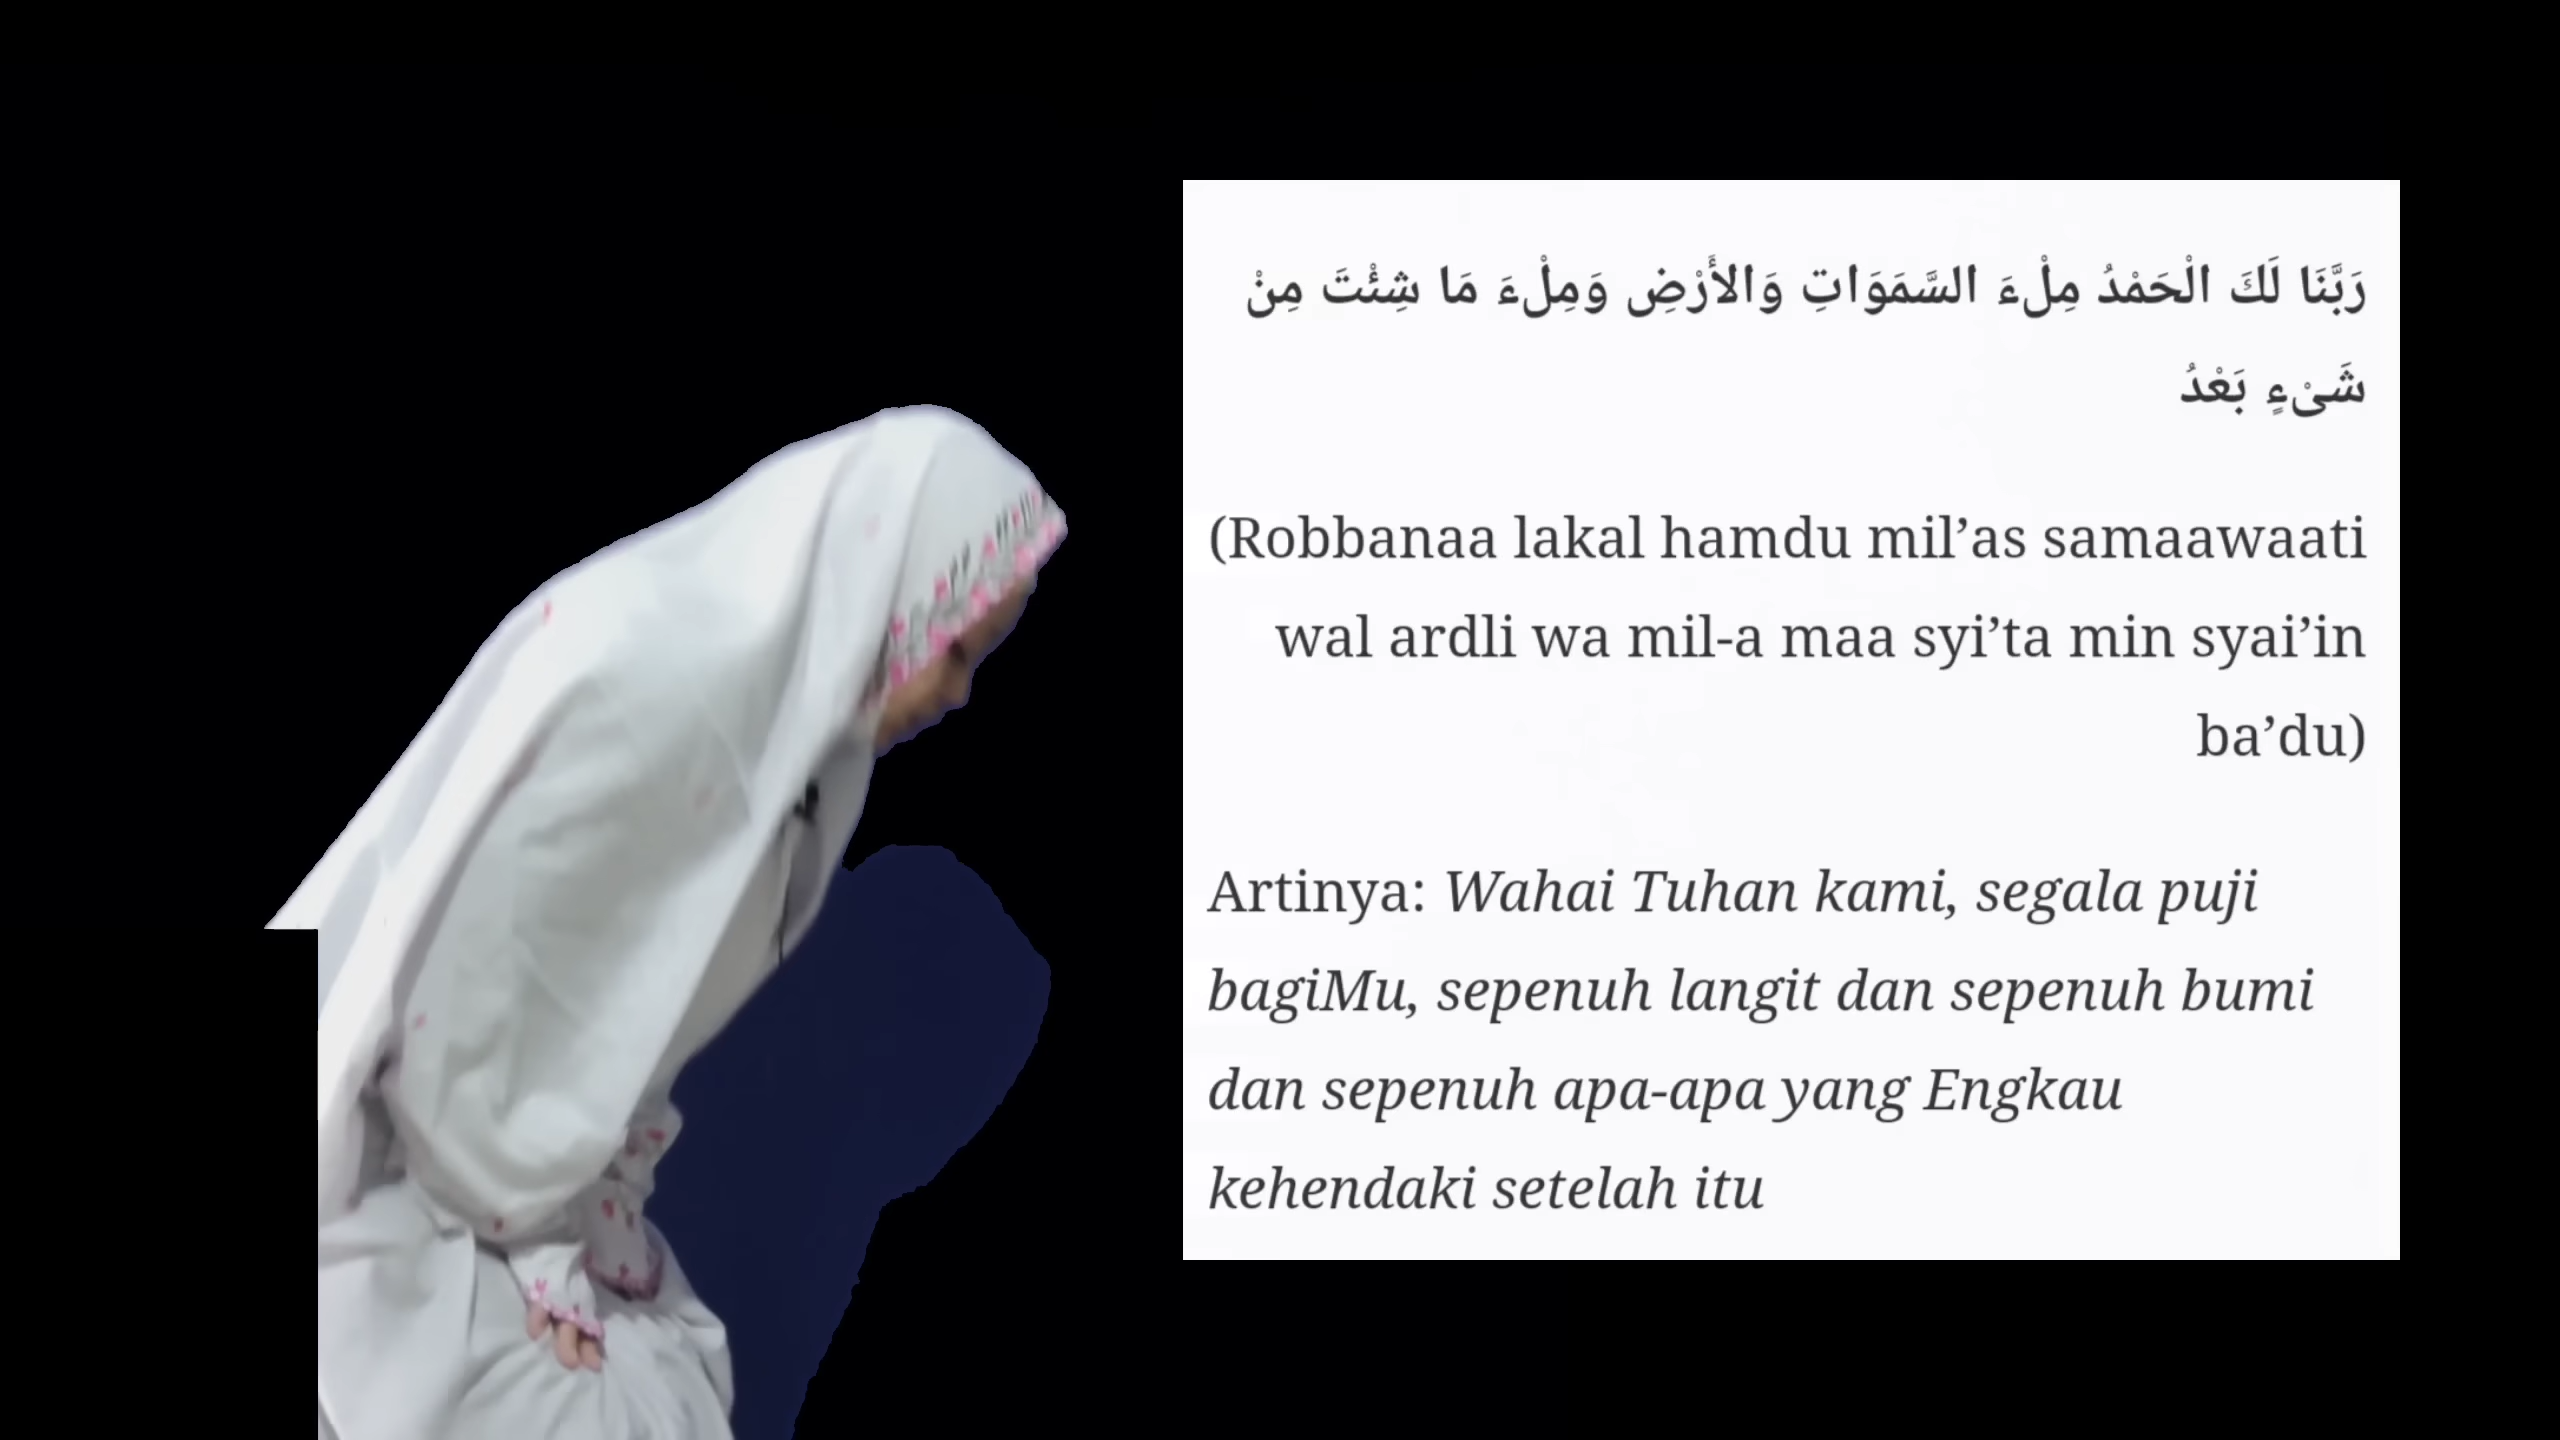 رَبَّنَا لَكَ الْحَمْدُ مِلْءَ السَّمَوَاتِ وَالأَرْضِ وَمِلْءَ مَا شِئْتَ مِنْ
شَىْءٍ بَعْدُ
(Robbanaa lakal hamdu mil’as samaawaati
wal ardli wa mil-a maa syi’ta min syai’in
ba’du)
Artinya: Wahai Tuhan kami, segala puji
bagiMu, sepenuh langit dan sepenuh bumi
dan sepenuh apa-apa yang Engkau
kehendaki setelah itu